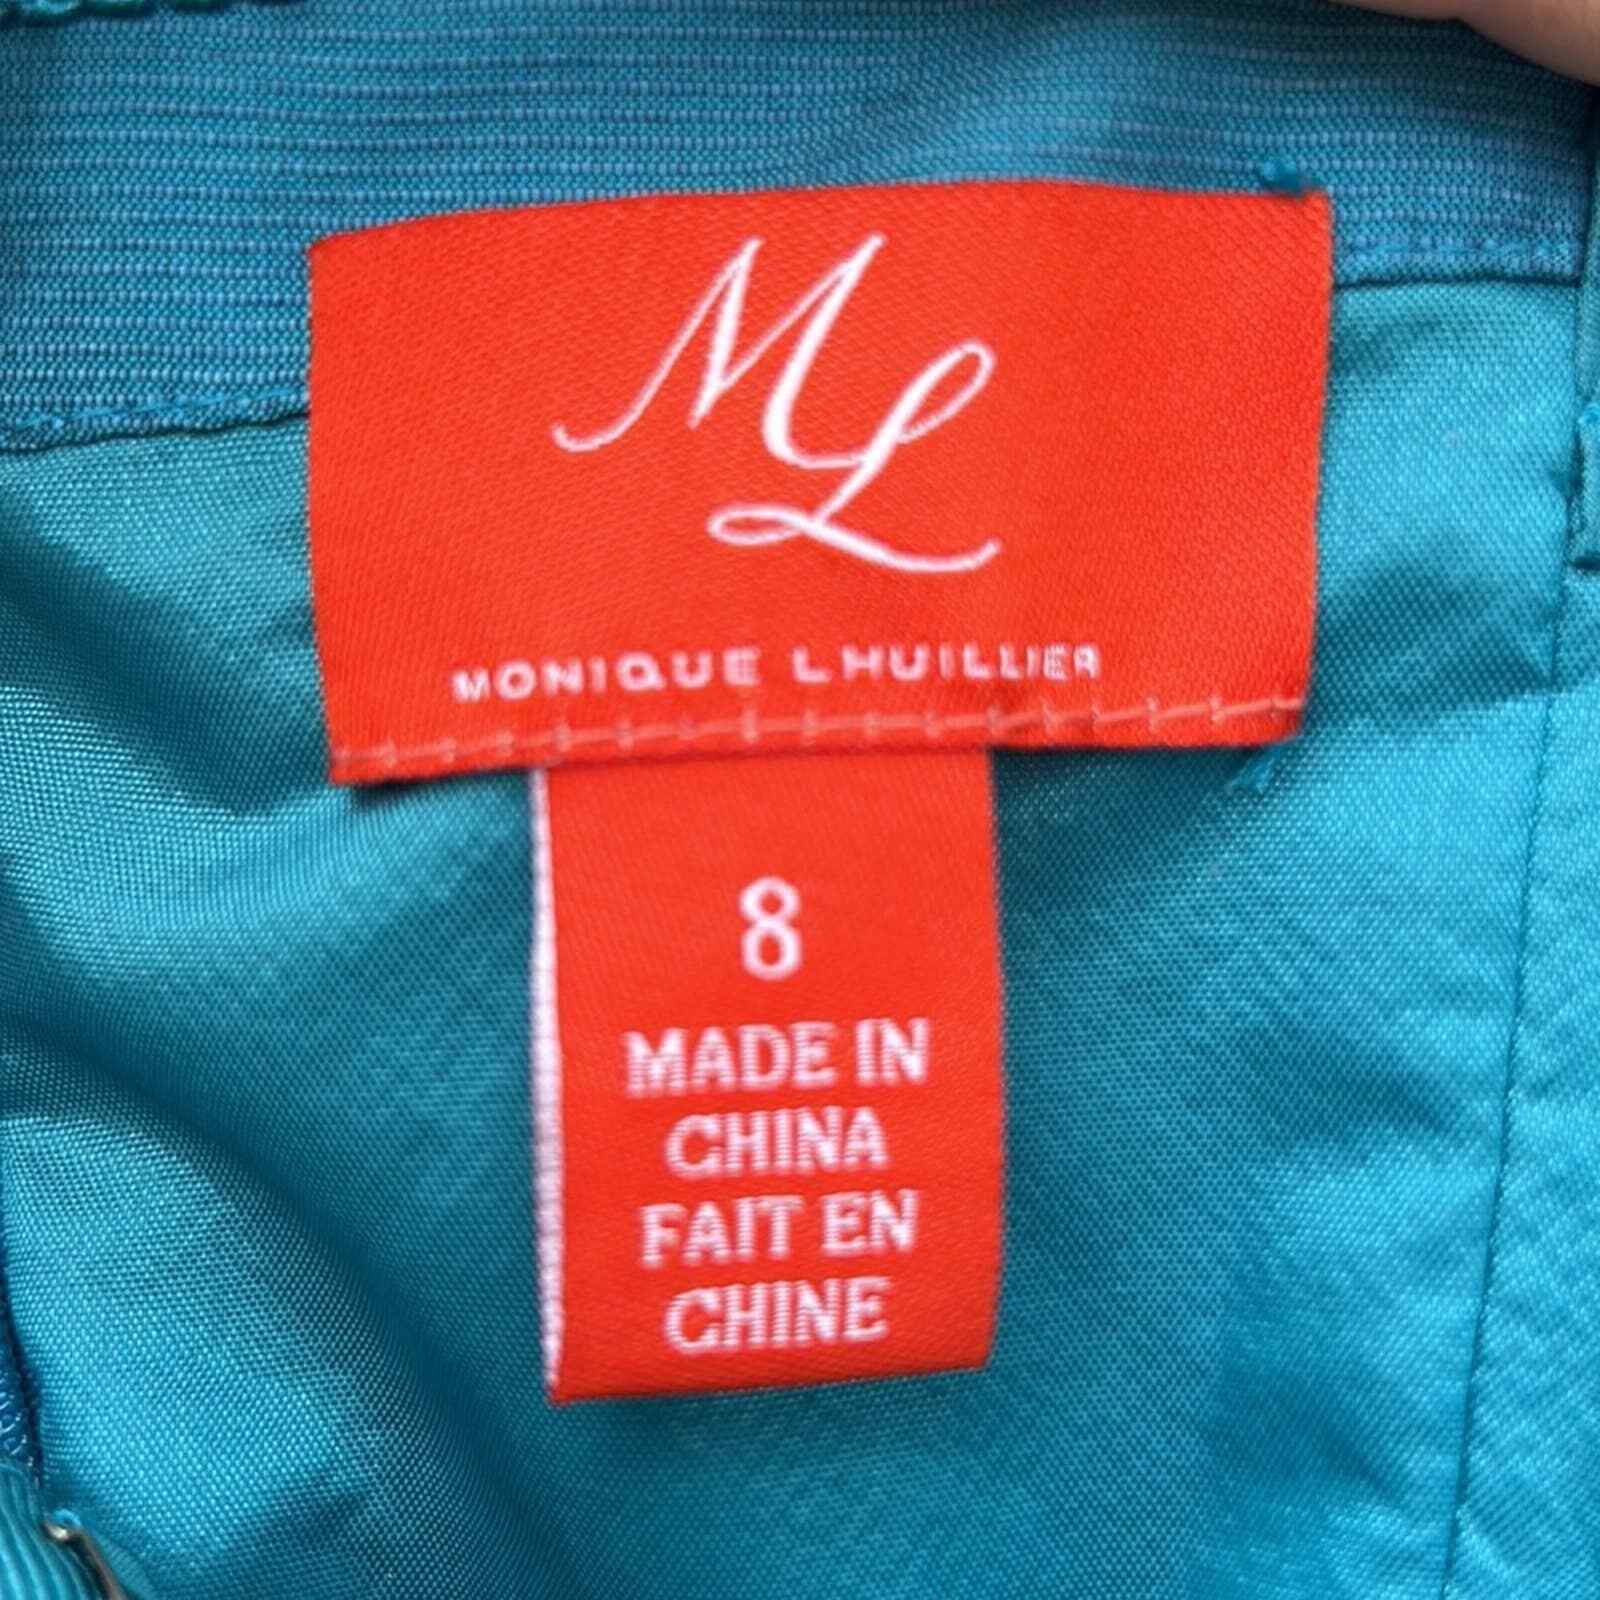 ML
MONIQUE LHUILLIER
8
MADE IN
CHINA
FAIT EN
CHINE